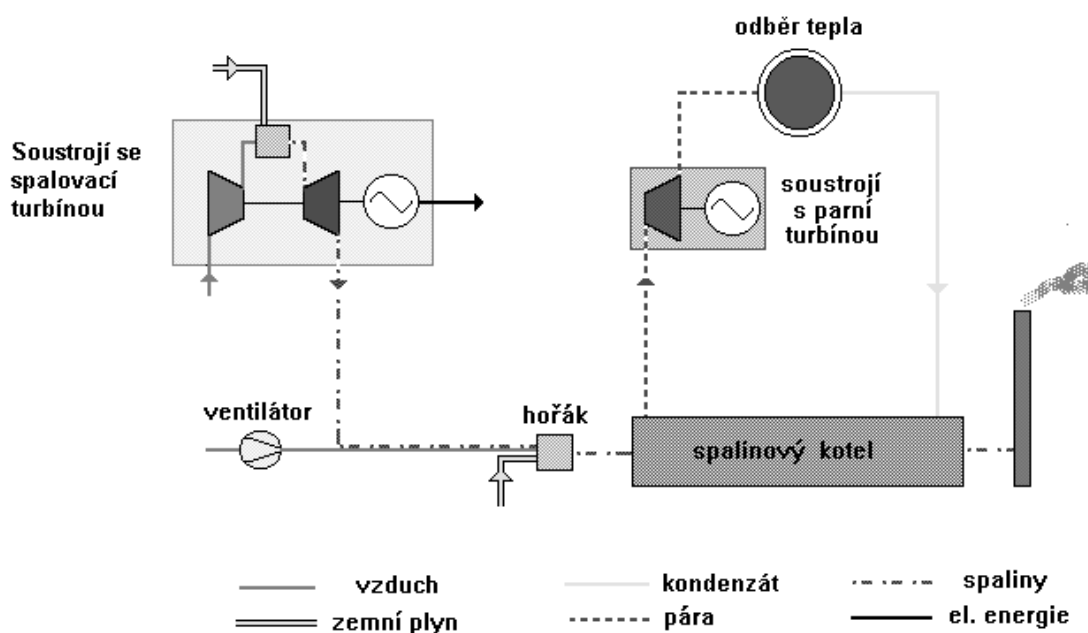 odběr tepla
Soustrojí se
spalovací
turbínou
soustrojí
s parní
turbínou
ventilátor
hořák
spalinový kotel
vzduch
kondenzát
spaliny
zemní plyn
pára
el. energie